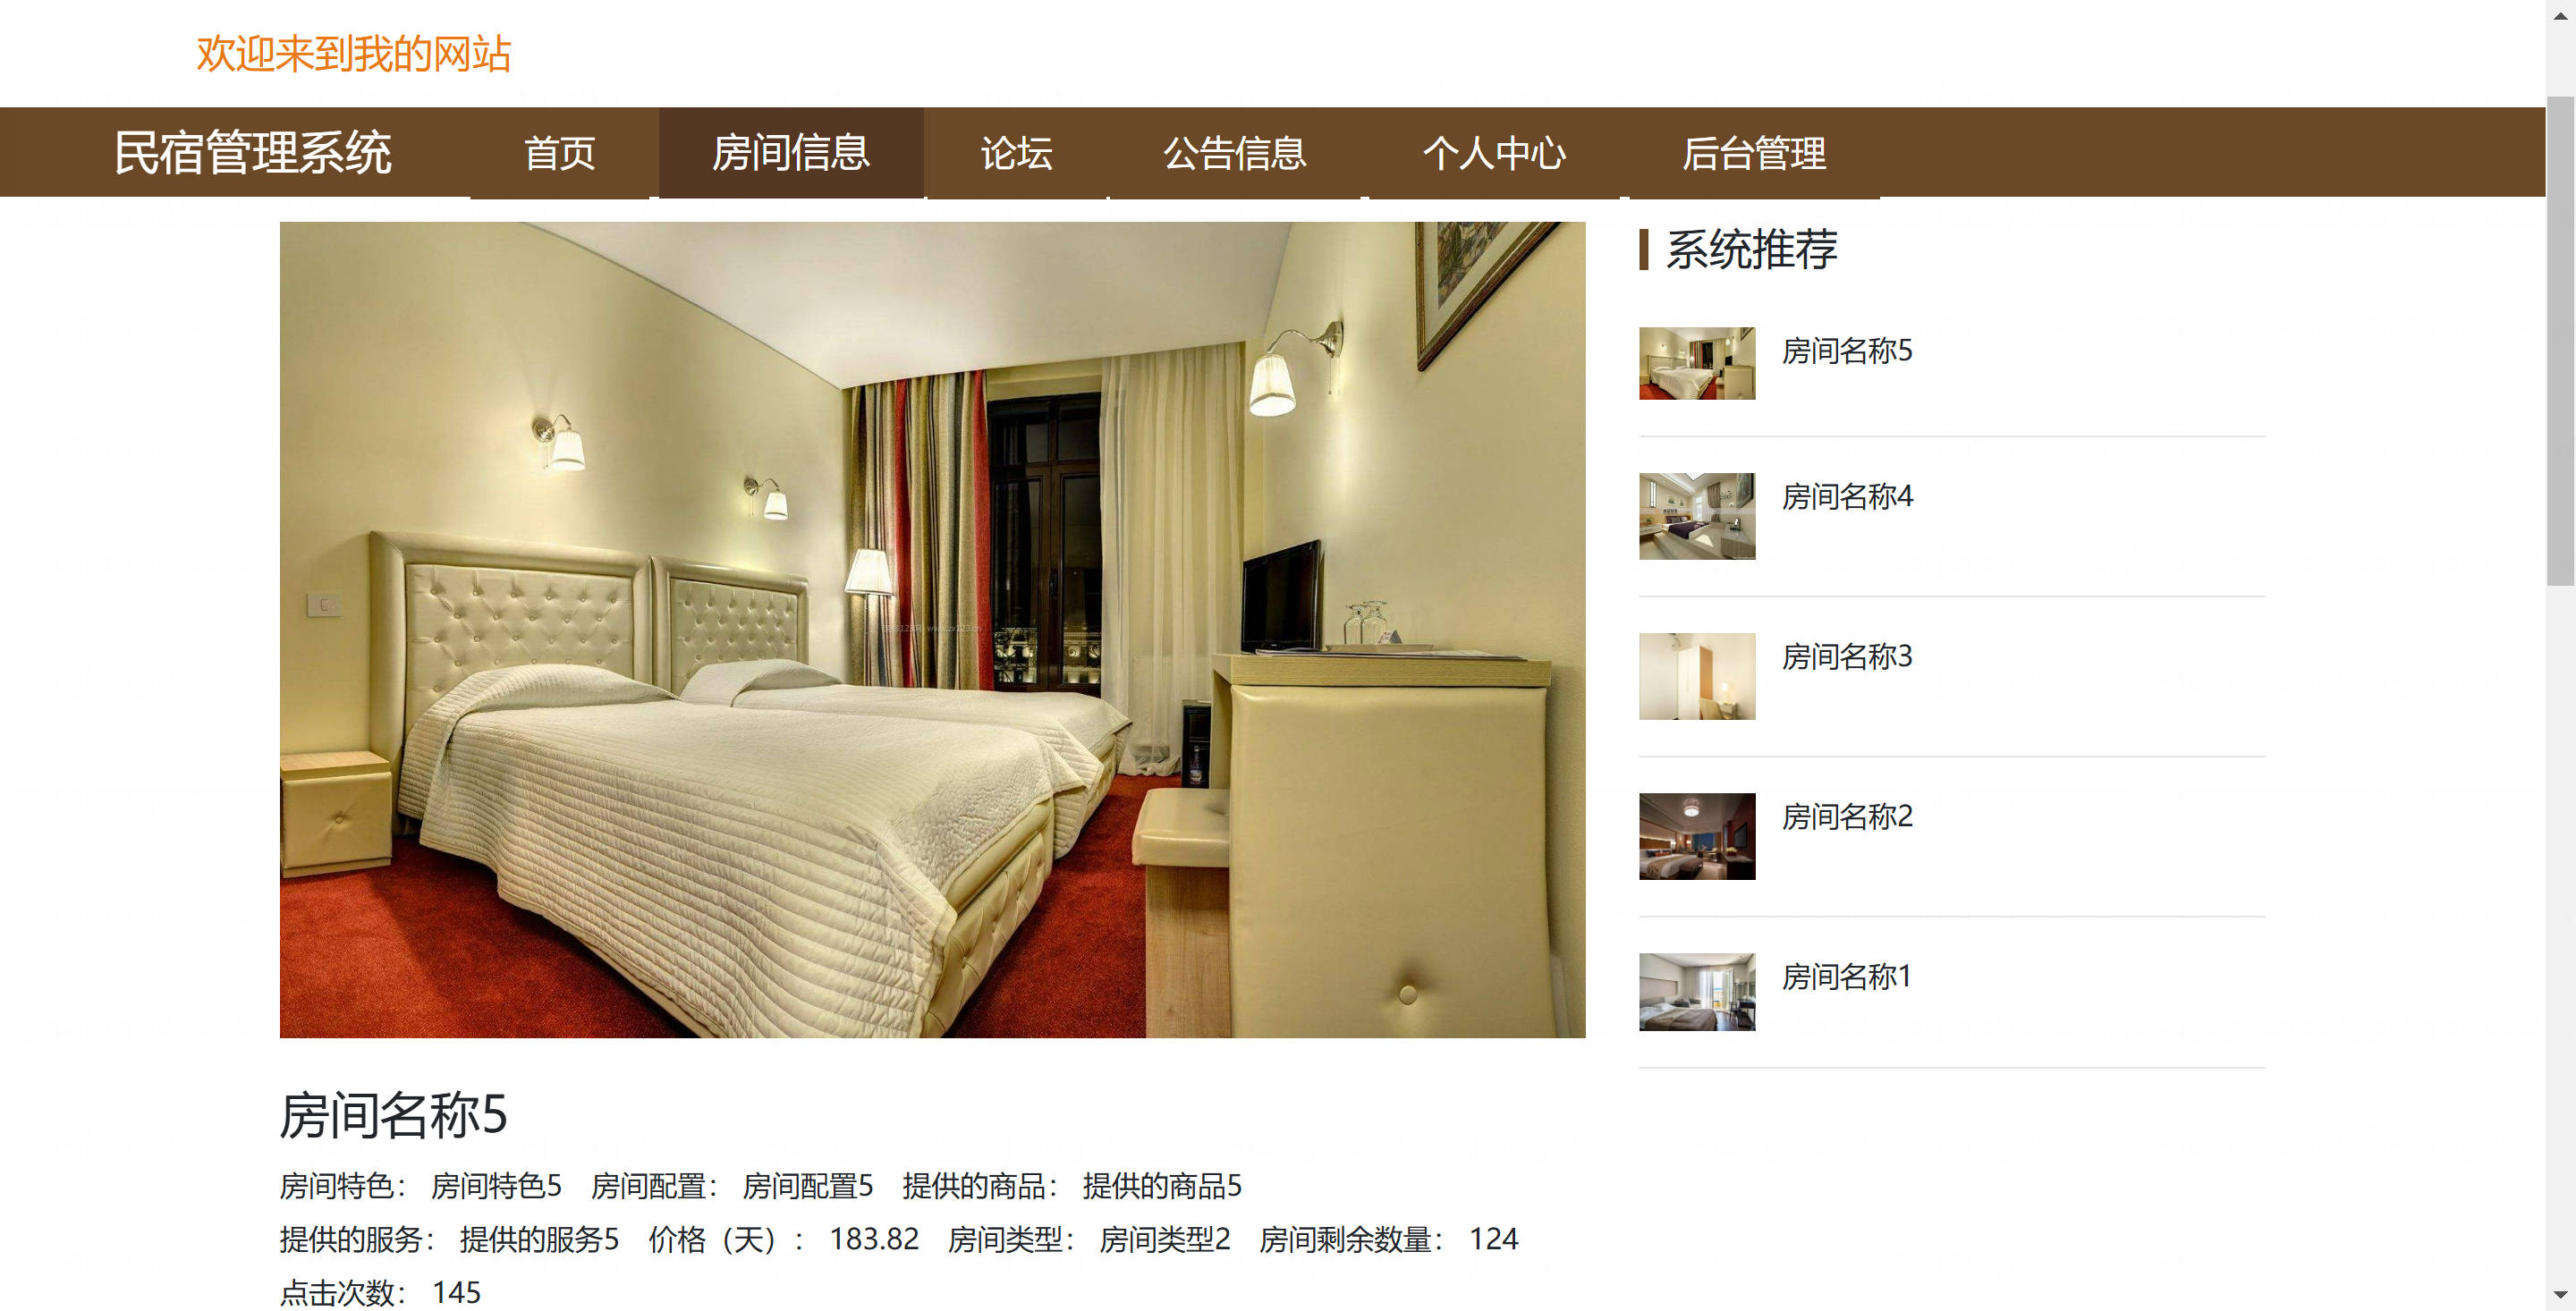 欢迎来到我的网站
民宿管理系统 首页 房间信息 论坛 公告信息 个人中心 后台管理
系统推荐
房间名称5
房间名称4
房间名称3
房间名称2
房间名称1
房间名称5
房间特色： 房间特色5 房间配置： 房间配置5 提供的商品： 提供的商品5
提供的服务： 提供的服务5 价格（天）： 183.82 房间类型： 房间类型2 房间剩余数量： 124
点击次数： 145